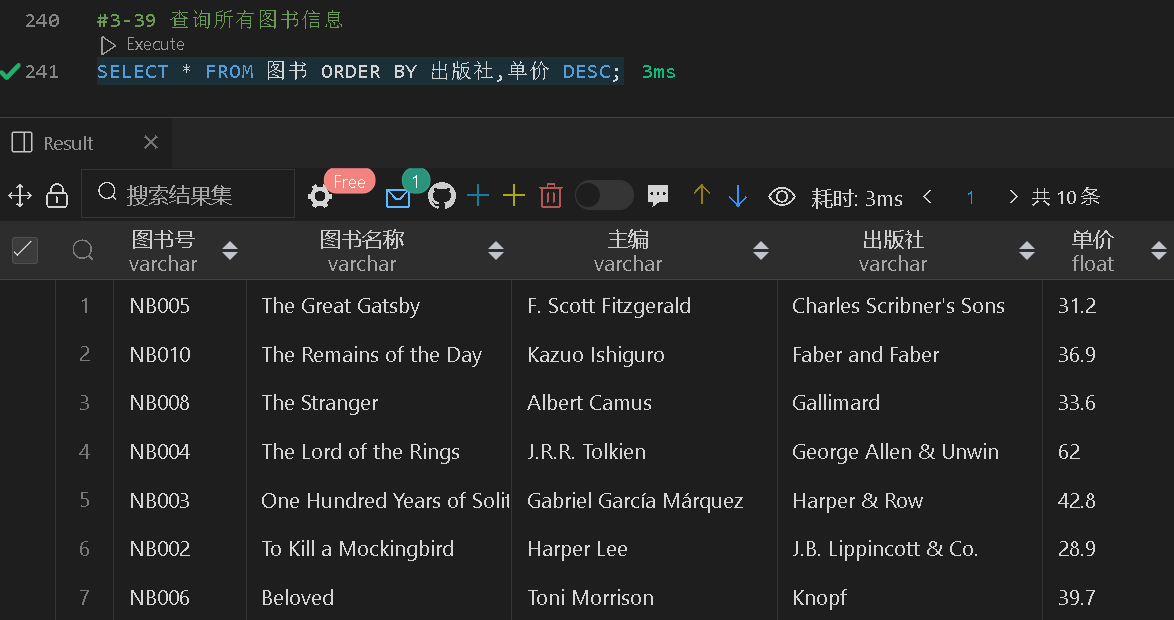 240 #3-39 查询所有图书信息
Execute
241 SELECT * FROM 图书 ORDER BY 出版社,单价 DESC; 3ms
Result
搜索结果集 Free 1 耗时: 3ms 1 共 10 条
图书号 图书名称 主编 出版社 单价
varchar varchar varchar varchar float
1 NB005 The Great Gatsby F. Scott Fitzgerald Charles Scribner's Sons 31.2
2 NB010 The Remains of the Day Kazuo Ishiguro Faber and Faber 36.9
3 NB008 The Stranger Albert Camus Gallimard 33.6
4 NB004 The Lord of the Rings J.R.R. Tolkien George Allen & Unwin 62
5 NB003 One Hundred Years of Solit Gabriel García Márquez Harper & Row 42.8
6 NB002 To Kill a Mockingbird Harper Lee J.B. Lippincott & Co. 28.9
7 NB006 Beloved Toni Morrison Knopf 39.7